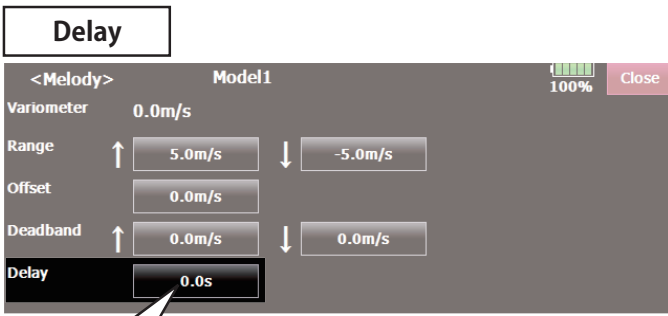 Delay
<Melody> Model1 100% Close
Variometer 0.0m/s
Range ↑ 5.0m/s ↓ -5.0m/s
Offset 0.0m/s
Deadband ↑ 0.0m/s ↓ 0.0m/s
Delay 0.0s